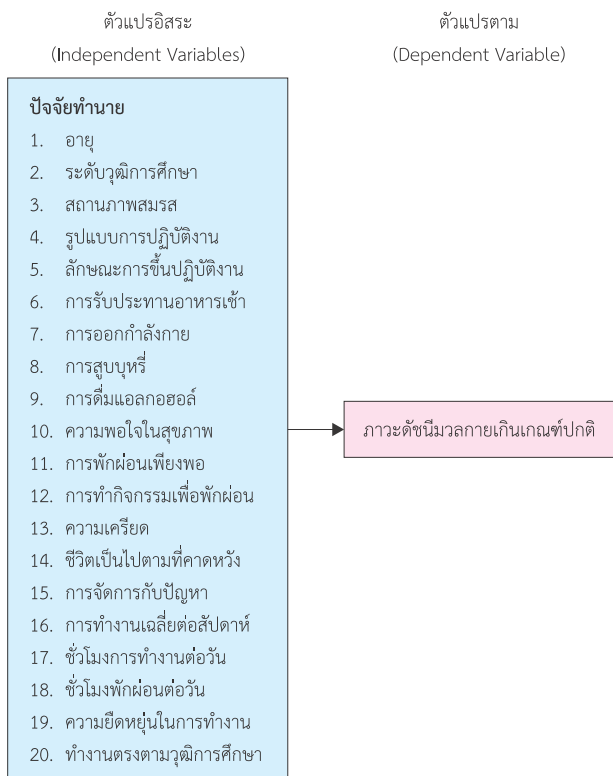 ตัวแปรอิสระ
(Independent Variables)
ตัวแปรตาม
(Dependent Variable)
ปัจจัยทำนาย
1. อายุ
2. ระดับวุฒิการศึกษา
3. สถานภาพสมรส
4. รูปแบบการปฏิบัติงาน
5. ลักษณะการขึ้นปฏิบัติงาน
6. การรับประทานอาหารเช้า
7. การออกกำลังกาย
8. การสูบบุหรี่
9. การดื่มแอลกอฮอล์
10. ความพอใจในสุขภาพ
11. การพักผ่อนเพียงพอ
12. การทำกิจกรรมเพื่อพักผ่อน
13. ความเครียด
14. ชีวิตเป็นไปตามที่คาดหวัง
15. การจัดการกับปัญหา
16. การทำงานเฉลี่ยต่อสัปดาห์
17. ชั่วโมงการทำงานต่อวัน
18. ชั่วโมงพักผ่อนต่อวัน
19. ความยืดหยุ่นในการทำงาน
20. ทำงานตรงตามวุฒิการศึกษา
ภาวะดัชนีมวลกายเกินเกณฑ์ปกติ